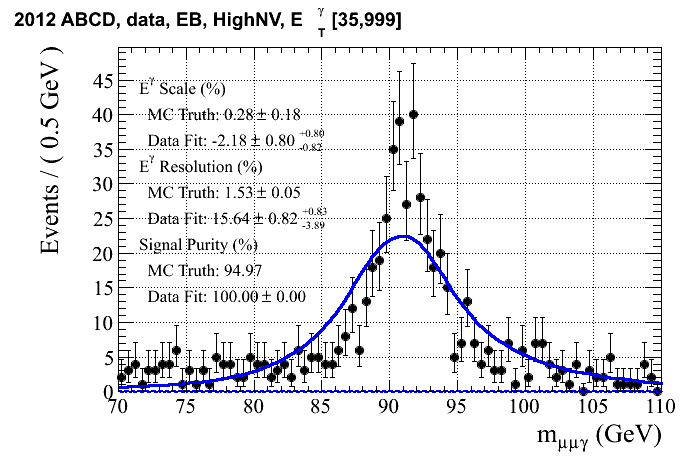 2012 ABCD, data, EB, HighNV, E γ T [35,999]
Events / ( 0.5 GeV )
45
40
35
30
25
20
15
10
5
0
Eγ Scale (%)
MC Truth: 0.28 ± 0.18
Data Fit: -2.18 ± 0.80 +0.80 -0.82
Eγ Resolution (%)
MC Truth: 1.53 ± 0.05
Data Fit: 15.64 ± 0.82 +0.83 -3.89
Signal Purity (%)
MC Truth: 94.97
Data Fit: 100.00 ± 0.00
70 75 80 85 90 95 100 105 110
mμμγ (GeV)